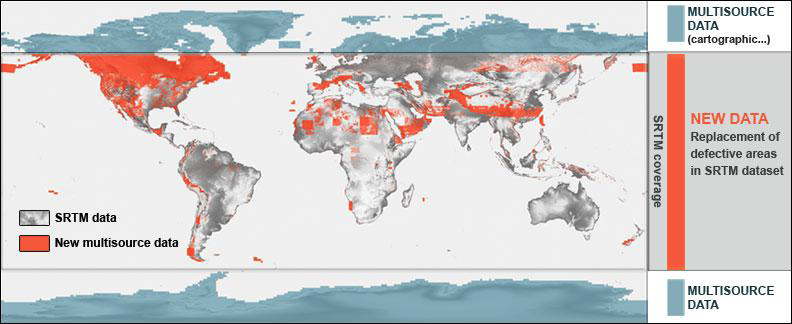 MULTISOURCE
DATA
(cartographic...)
SRTM coverage
NEW DATA
Replacement of
defective areas
in SRTM dataset
SRTM data
New multisource data
MULTISOURCE
DATA